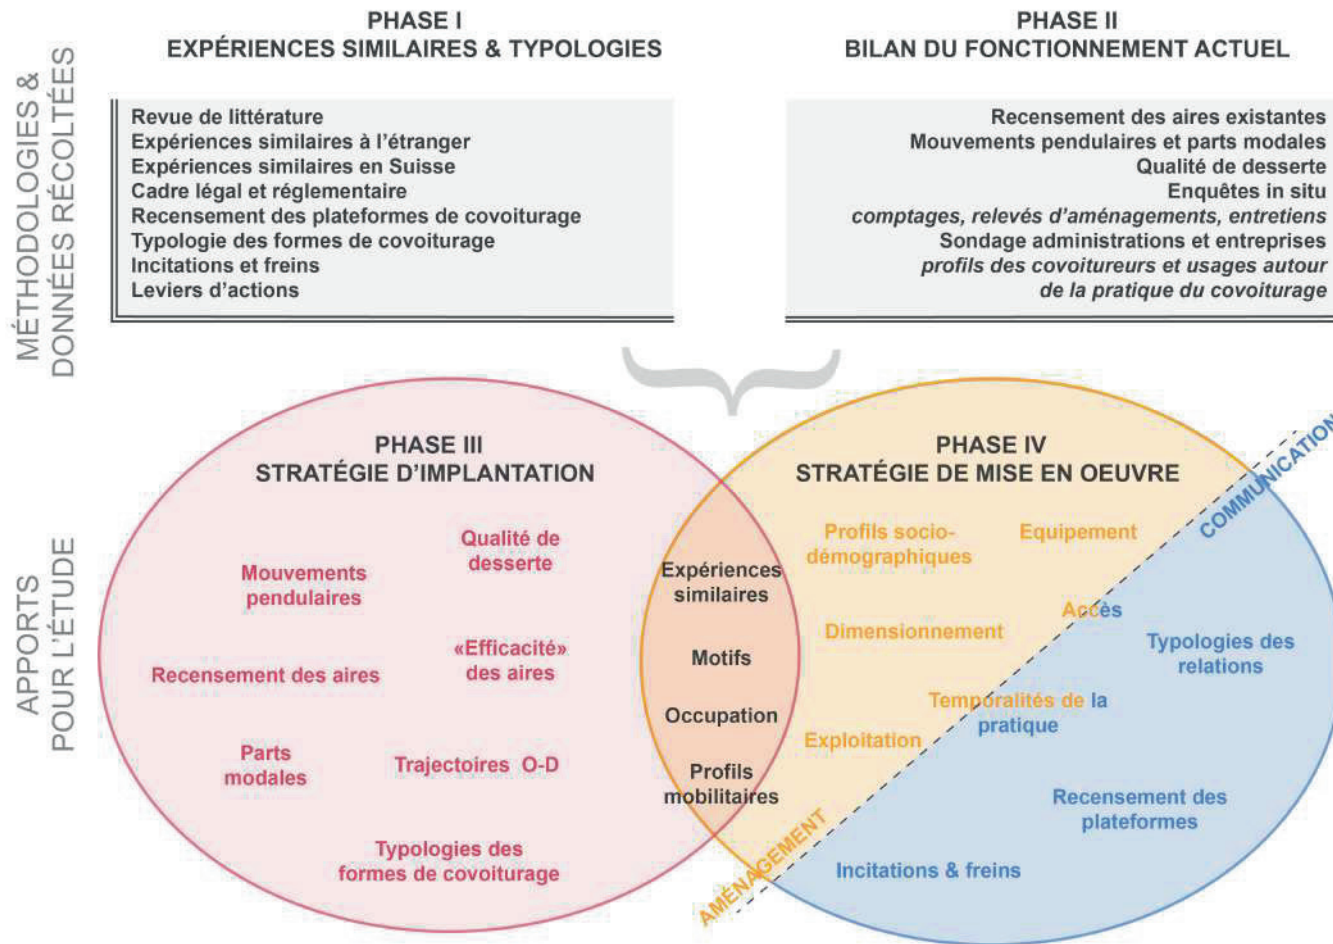 MÉTHODOLOGIES &
DONNÉES RÉCOLTÉES
PHASE I
EXPÉRIENCES SIMILAIRES & TYPOLOGIES
Revue de littérature
Expériences similaires à l'étranger
Expériences similaires en Suisse
Cadre légal et réglementaire
Recensement des plateformes de covoiturage
Typologie des formes de covoiturage
Incitations et freins
Leviers d'actions
PHASE II
BILAN DU FONCTIONNEMENT ACTUEL
Recensement des aires existantes
Mouvements pendulaires et parts modales
Qualité de desserte
Enquêtes in situ
comptages, relevés d'aménagements, entretiens
Sondage administrations et entreprises
profils des covoitureurs et usages autour
de la pratique du covoiturage
APPORTS
POUR L'ÉTUDE
PHASE III
STRATÉGIE D'IMPLANTATION
Qualité de
desserte
Mouvements
pendulaires
«Efficacité»
des aires
Recensement des aires
Parts
modales
Trajectoires O-D
Typologies des
formes de covoiturage
Expériences
similaires
Motifs
Occupation
Profils
mobilitaires
PHASE IV
STRATÉGIE DE MISE EN OEUVRE
Profils socio-
démographiques
Equipement
Accès
Dimensionnement
Temporalités de la
pratique
Exploitation
AMÉNAGEMENT
COMMUNICATION
Typologies des
relations
Recensement des
plateformes
Incitations & freins